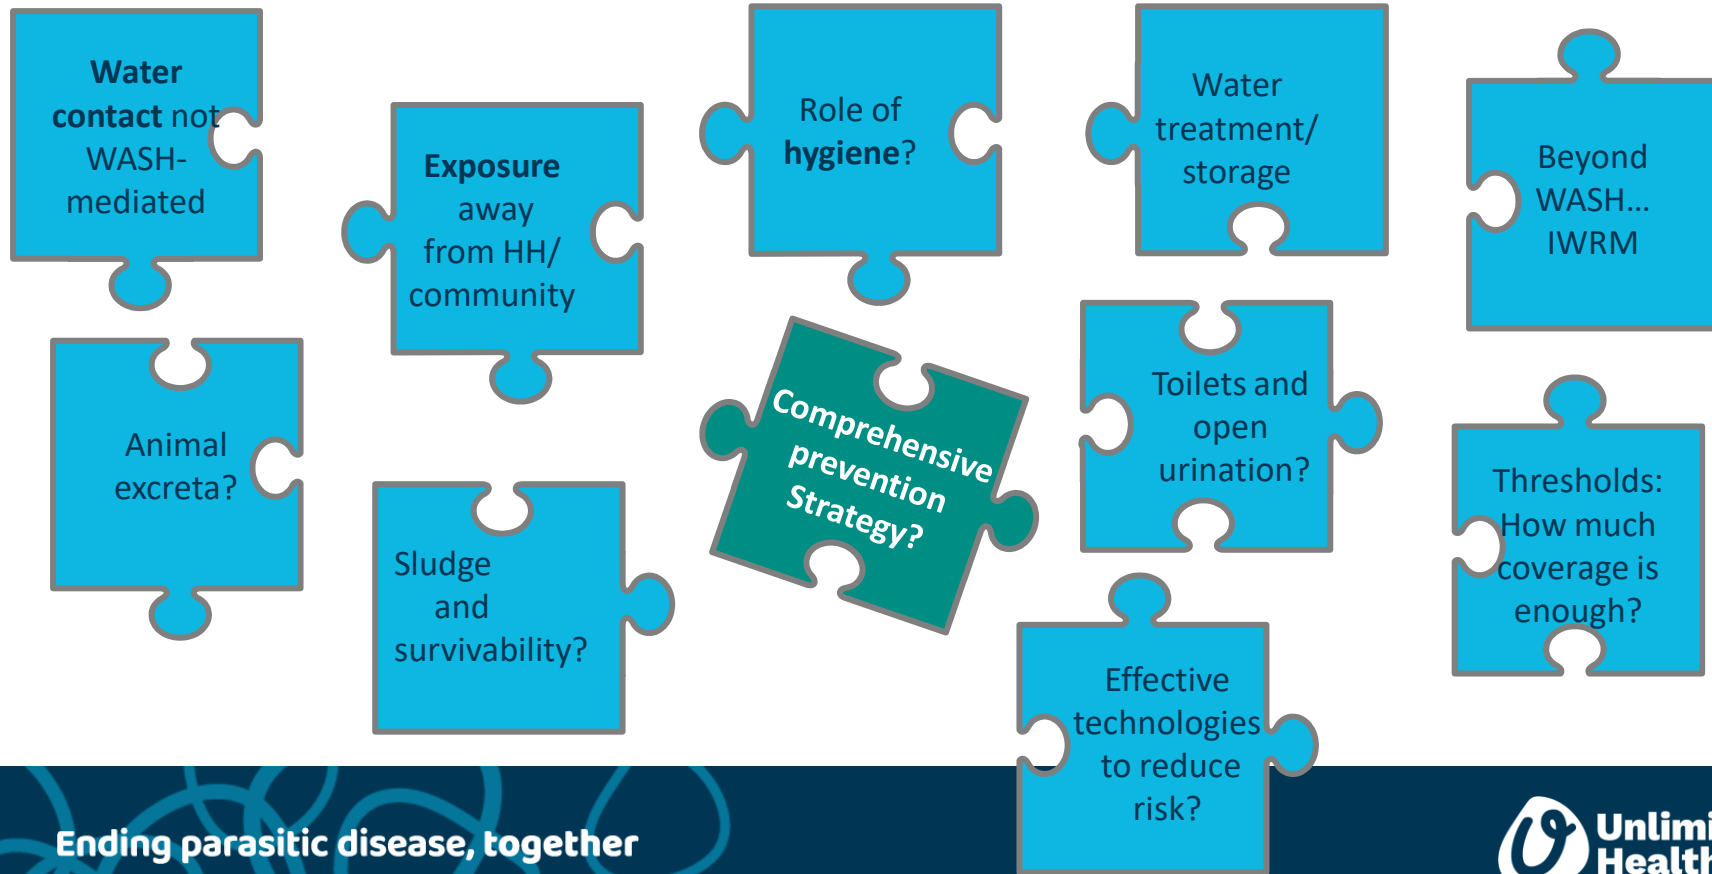 Water
contact not
WASH-
mediated
Exposure
away
from HH/
community
Role of
hygiene?
Water
treatment/
storage
Beyond
WASH...
IWRM
Animal
excreta?
Sludge
and
survivability?
Comprehensive
prevention
Strategy?
Toilets and
open
urination?
Thresholds:
How much
coverage is
enough?
Effective
technologies
to reduce
risk?
Ending parasitic disease, together
Unlimi
Health